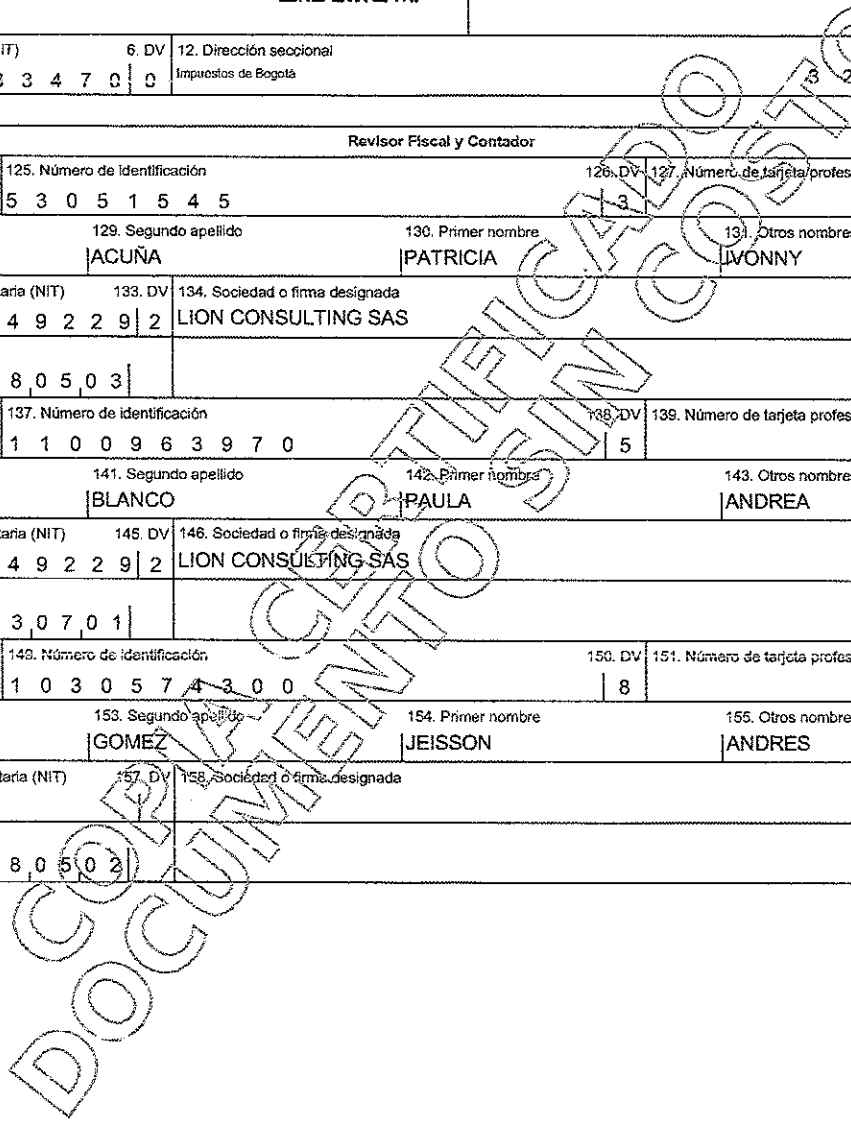 IT) 6. DV 12. Dirección seccional
Impuestos de Bogotá
3 3 4 7 0 0 3 2
Revisor Fiscal y Contador
125. Número de identificación 126. DV 127. Número de tarjeta profes
5 3 0 5 1 5 4 5 3
129. Segundo apellido 130. Primer nombre 131. Otros nombre
ACUÑA PATRICIA IVONNY
taria (NIT) 133. DV 134. Sociedad o firma designada
4 9 2 2 9 2 LION CONSULTING SAS
8 0 5 0 3
137. Número de identificación 138. DV 139. Número de tarjeta profes
1 1 0 0 9 6 3 9 7 0 5
141. Segundo apellido 142. Primer nombre 143. Otros nombre
BLANCO PAULA ANDREA
taria (NIT) 145. DV 146. Sociedad o firma designada
4 9 2 2 9 2 LION CONSULTING SAS
3 0 7 0 1
149. Número de identificación 150. DV 151. Número de tarjeta profes
1 0 3 0 5 7 4 3 0 0 8
153. Segundo apellido 154. Primer nombre 155. Otros nombre
GOMEZ JEISSON ANDRES
taria (NIT) 157. DV 158. Sociedad o firma designada
8 0 5 0 2
COPIA CERTIFICADO
DOCUMENTO SIN COSTO